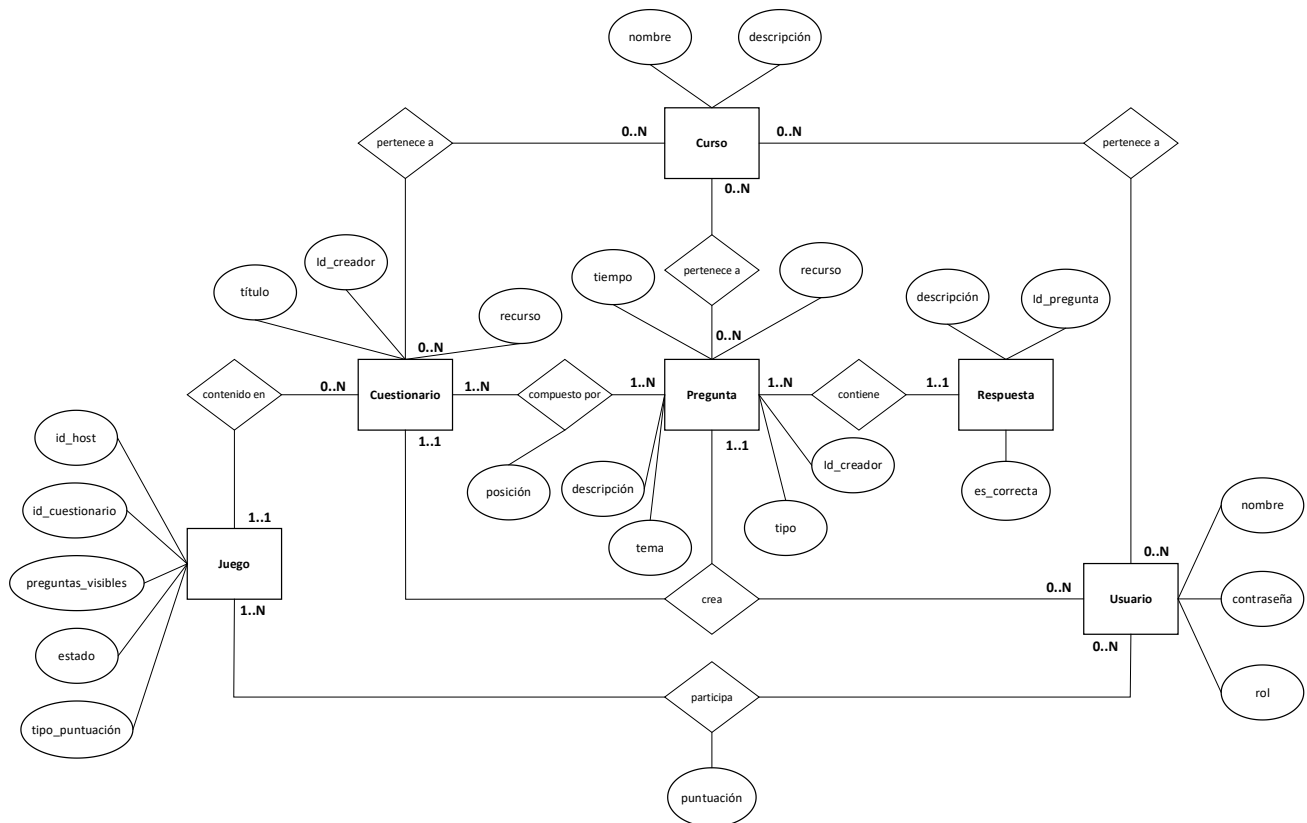 nombre
descripción
pertenece a
0..N
Curso
0..N
pertenece a
0..N
Id_creador
título
recurso
tiempo
pertenece a
recurso
descripción
Id_pregunta
0..N
0..N
contenido en
0..N
Cuestionario
1..N
compuesto por
1..N
Pregunta
1..N
contiene
1..1
Respuesta
1..1
1..1
id_host
posición
descripción
Id_creador
es_correcta
id_cuestionario
1..1
tema
tipo
nombre
0..N
Juego
preguntas_visibles
1..N
crea
0..N
Usuario
contraseña
0..N
estado
participa
rol
tipo_puntuación
puntuación